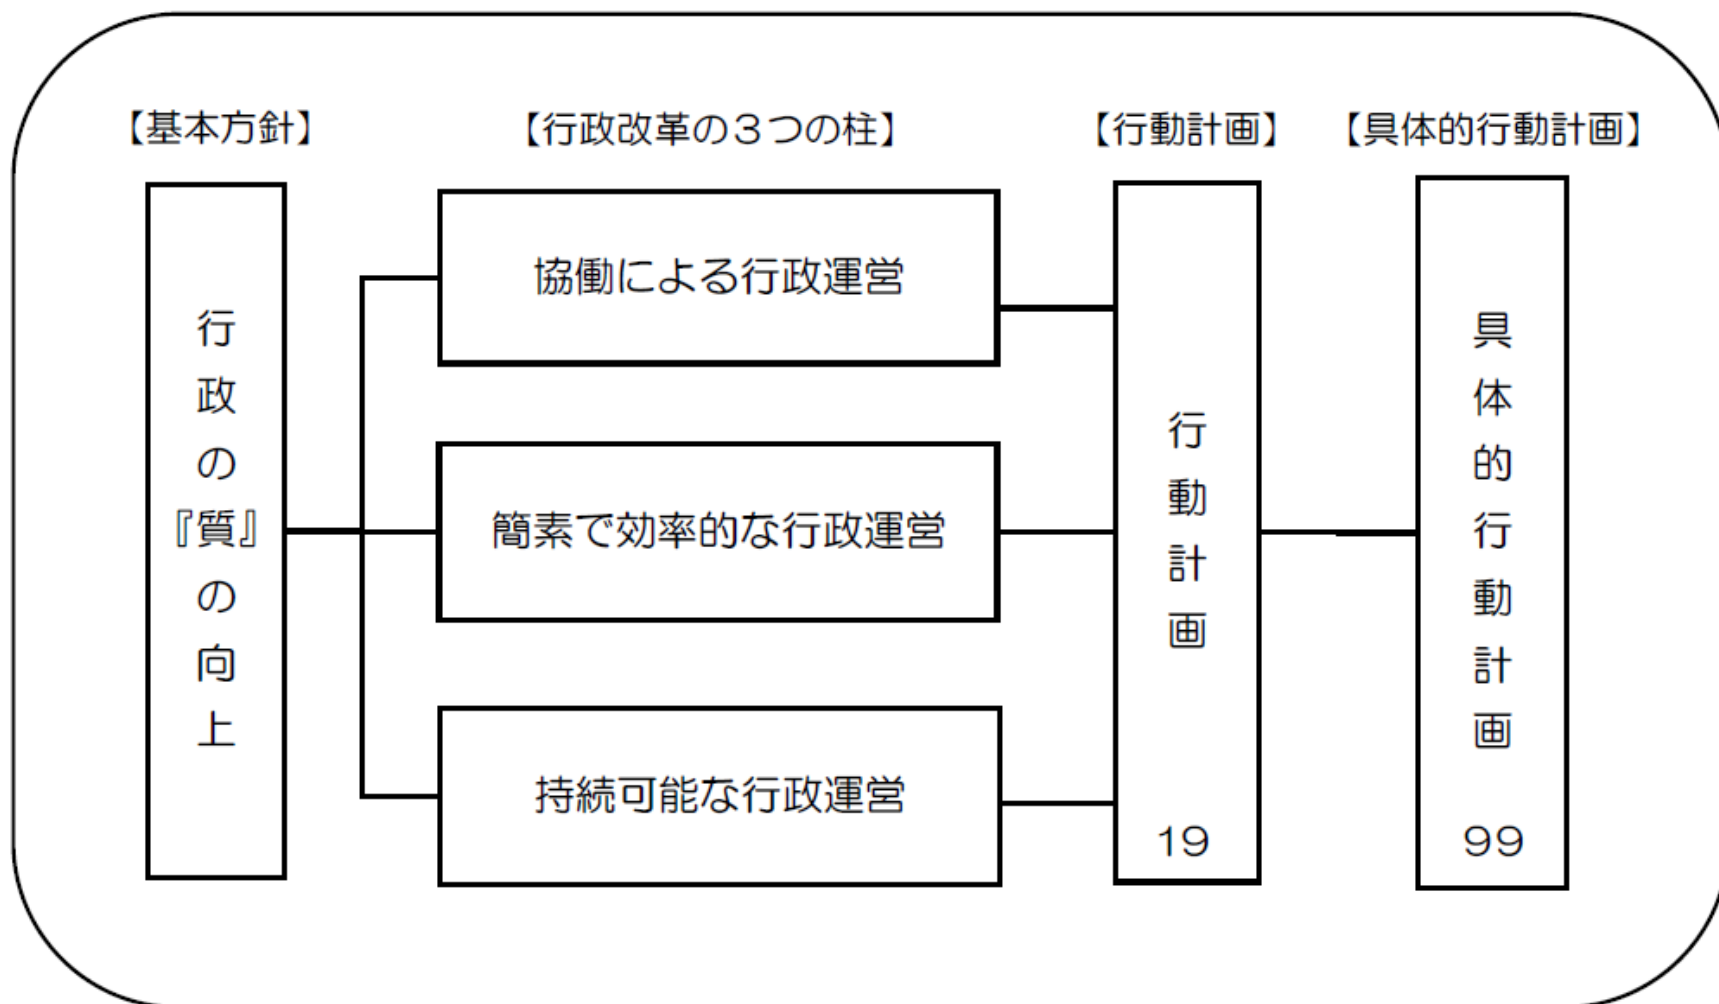 【基本方針】
【行政改革の３つの柱】
【行動計画】
【具体的行動計画】
行政の『質』の向上
協働による行政運営
簡素で効率的な行政運営
持続可能な行政運営
行動計画
19
具体的行動計画
99